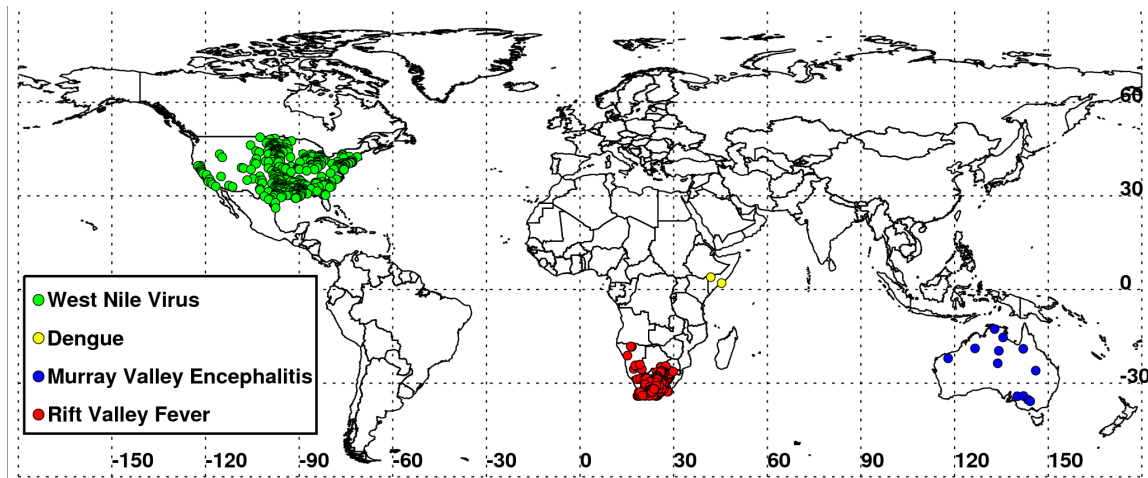 60
30
0
-30
West Nile Virus
Dengue
Murray Valley Encephalitis
Rift Valley Fever
-150 -120 -90 -60 -30 0 30 60 90 120 150